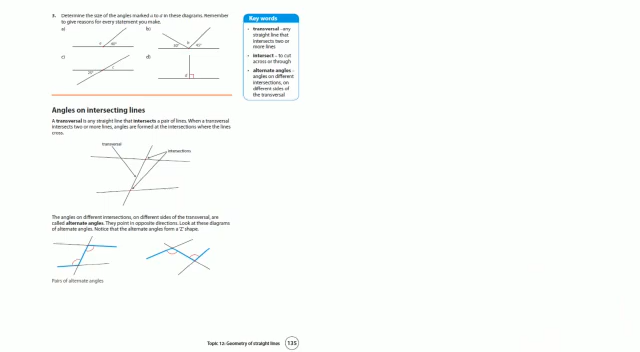 3. Determine the size of the angles marked a to d in these diagrams. Remember
to give reasons for every statement you make.
a)
b)
c)
d)
Angles on intersecting lines
A transversal is any straight line that intersects a pair of lines. When a transversal
intersects two or more lines, angles are formed at the intersections where the lines
cross.
transversal
intersections
The angles on different intersections, on different sides of the transversal, are
called alternate angles. They point in opposite directions. Look at these diagrams
of alternate angles. Notice that the alternate angles form a 'Z' shape.
Pairs of alternate angles
Key words
• transversal – any
straight line that
intersects two or
more lines
• intersect – to cut
across or through
• alternate angles –
angles on different
intersections, on
different sides of
the transversal
Topic 12: Geometry of straight lines 135